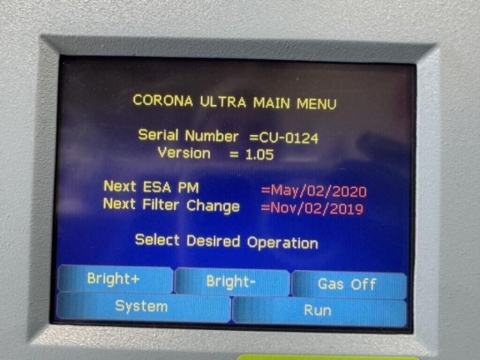 CORONA ULTRA MAIN MENU
Serial Number =CU-0124
Version = 1.05
Next ESA PM =May/02/2020
Next Filter Change =Nov/02/2019
Select Desired Operation
Bright+ Bright- Gas Off
System Run